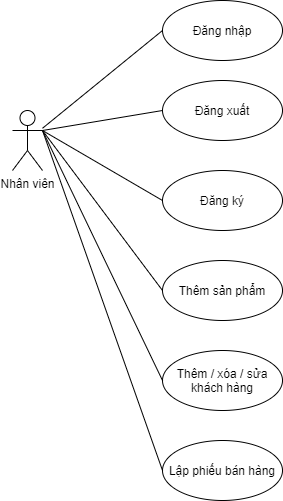 Đăng nhập
Đăng xuất
Nhân viên
Đăng ký
Thêm sản phẩm
Thêm / xóa / sửa
khách hàng
Lập phiếu bán hàng